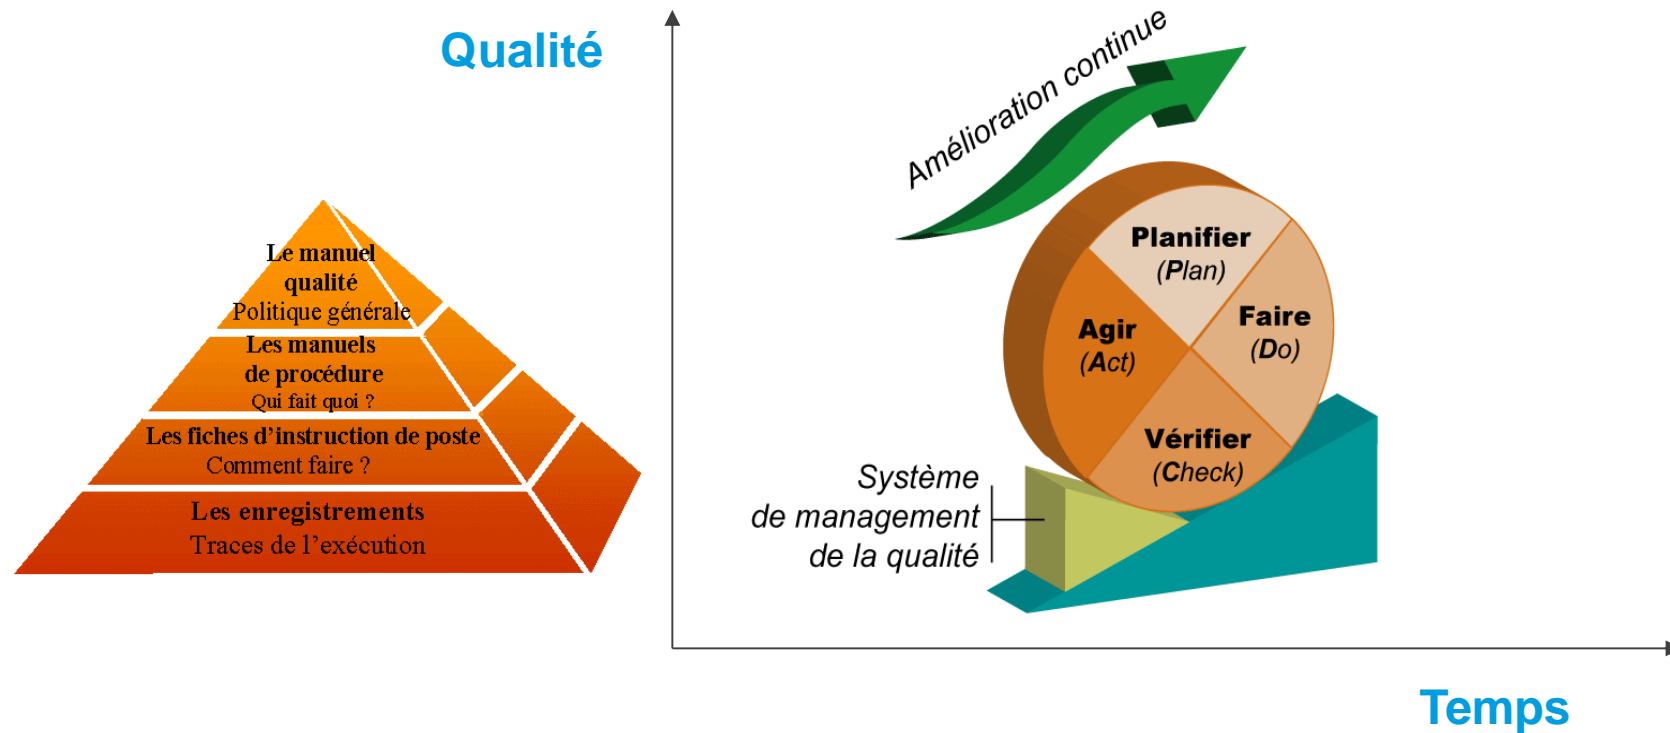 Qualité
Le manuel
qualité
Politique générale
Les manuels
de procédure
Qui fait quoi ?
Les fiches d’instruction de poste
Comment faire ?
Les enregistrements
Traces de l’exécution
Amélioration continue
Planifier
(Plan)
Faire
(Do)
Agir
(Act)
Vérifier
(Check)
Système
de management
de la qualité
Temps